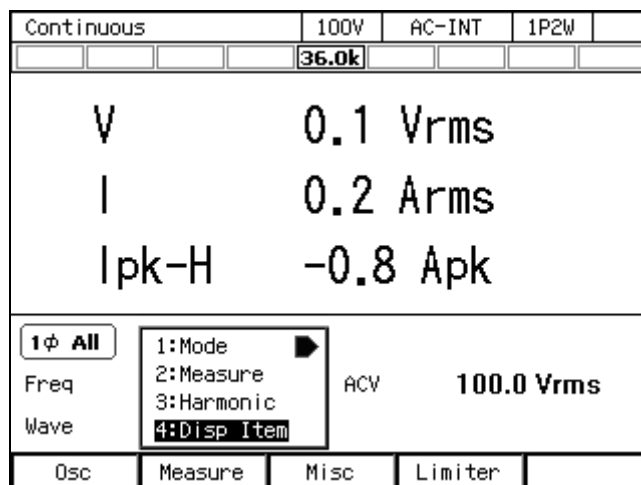 Continuous 100V AC-INT 1P2W
36.0k
V 0.1 Vrms
I 0.2 Arms
Ipk-H -0.8 Apk
1φ All
1:Mode
2:Measure
3:Harmonic
4:Disp Item
Freq
Wave
ACV 100.0 Vrms
Osc Measure Misc Limiter